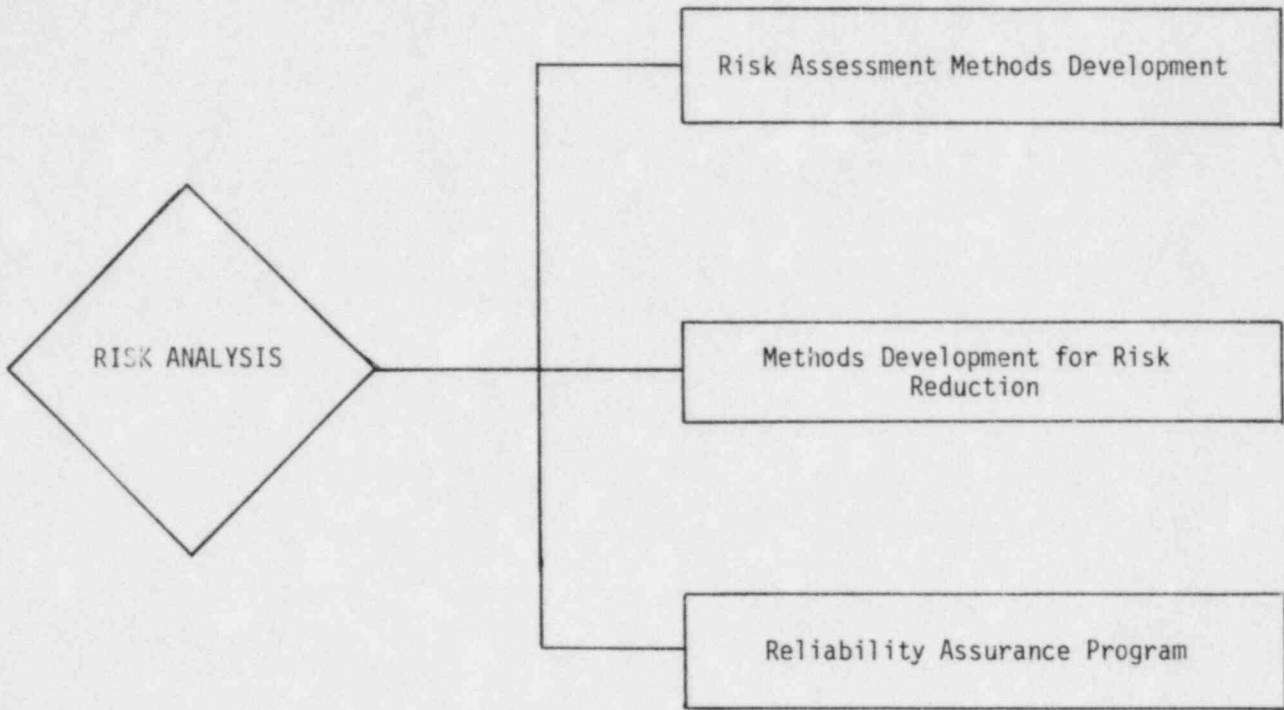 Risk Assessment Methods Development
RISK ANALYSIS
Methods Development for Risk
Reduction
Reliability Assurance Program